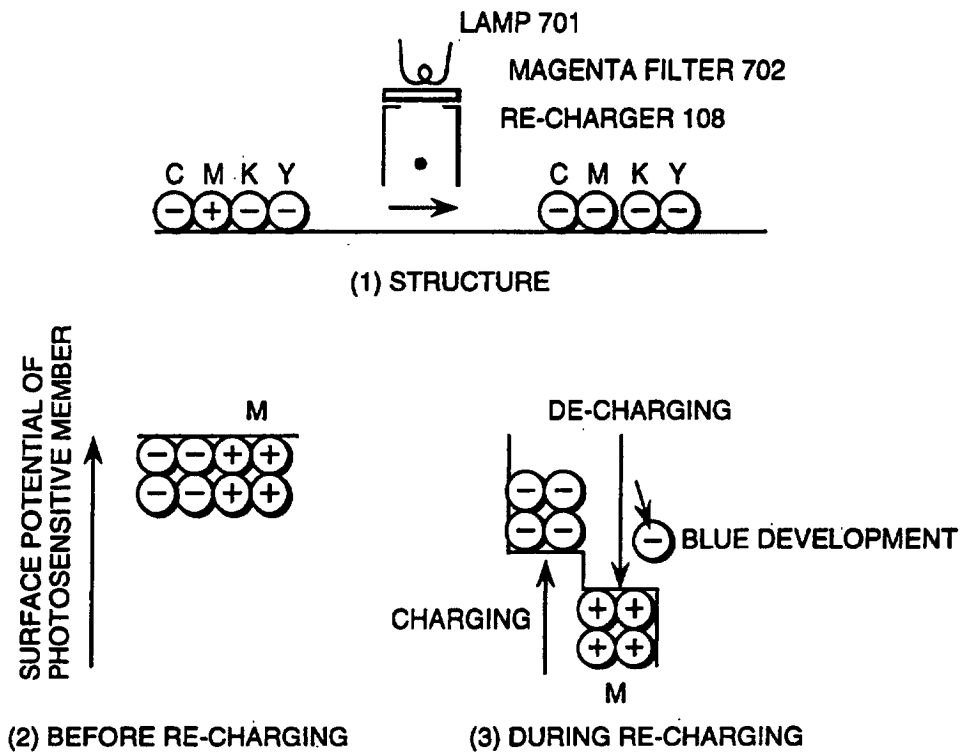 LAMP 701
MAGENTA FILTER 702
RE-CHARGER 108
C M K Y
- + - -
C M K Y
- - - -
(1) STRUCTURE
SURFACE POTENTIAL OF
PHOTOSENSITIVE MEMBER
M
- - + +
- - + +
(2) BEFORE RE-CHARGING
DE-CHARGING
- -
- -
- BLUE DEVELOPMENT
CHARGING
+ +
+ +
M
(3) DURING RE-CHARGING